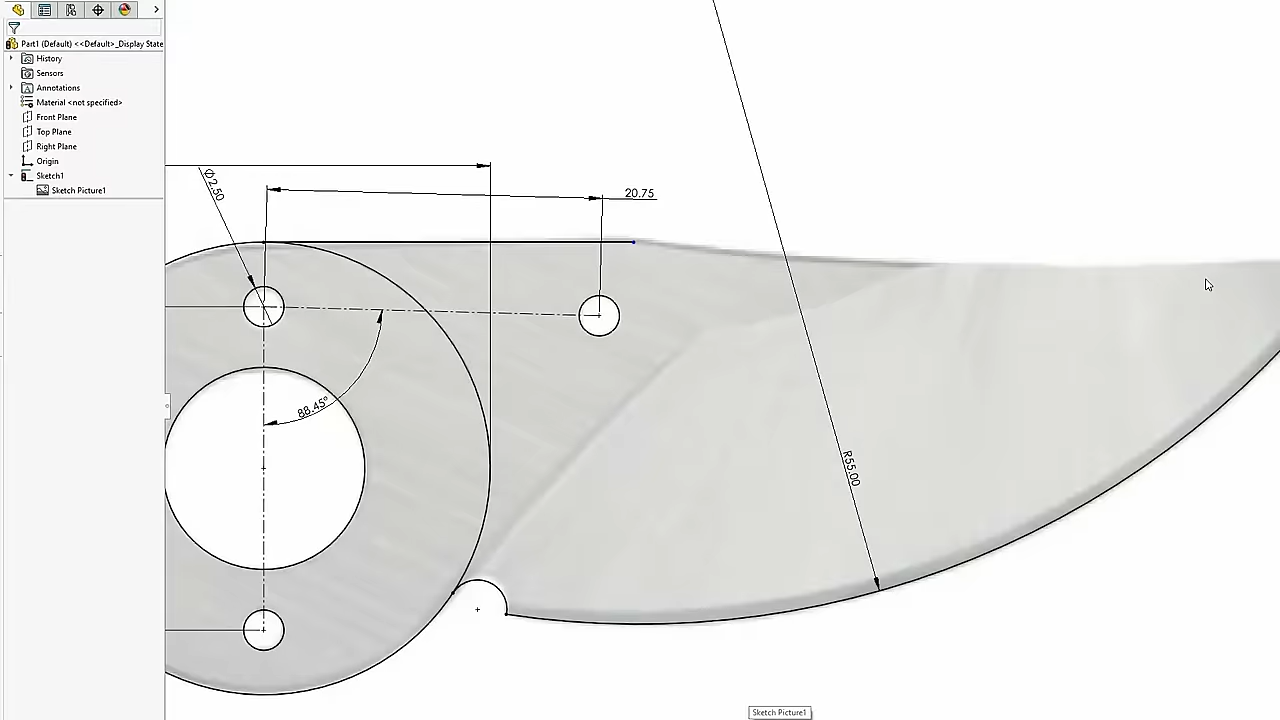 Part1 (Default) <<Default>_Display State
History
Sensors
Annotations
Material <not specified>
Front Plane
Top Plane
Right Plane
Origin
Sketch1
Sketch Picture1
Ø2.50
20.75
88.45°
R55.00
Sketch Picture1